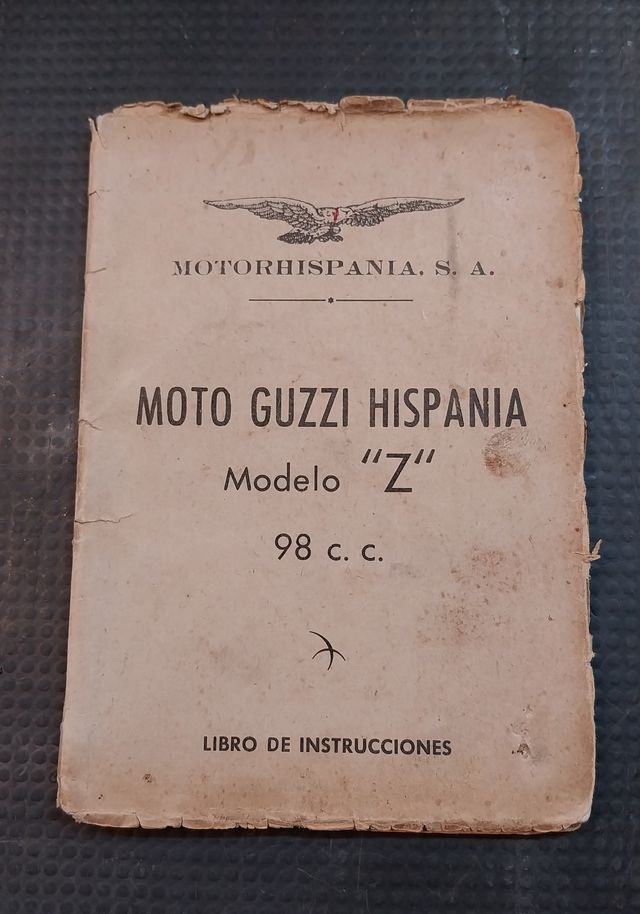 MOTORHISPANIA. S. A.
MOTO GUZZI HISPANIA
Modelo "Z"
98 c. c.
LIBRO DE INSTRUCCIONES